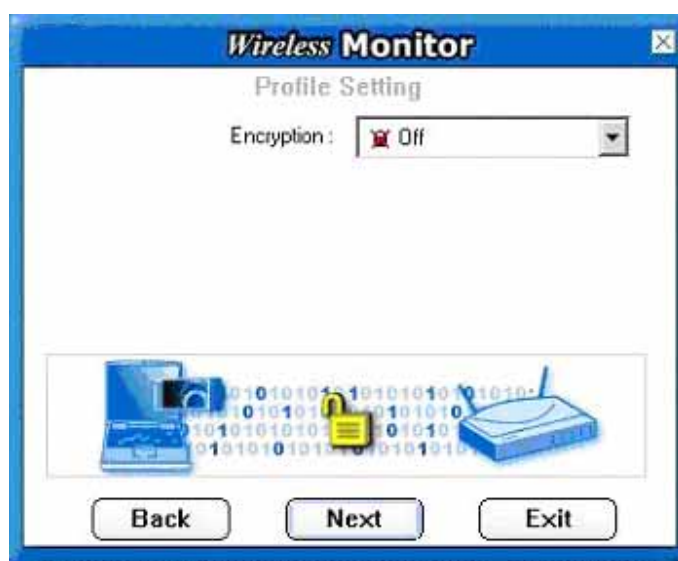 Wireless Monitor
Profile Setting
Encryption : Off
Back Next Exit